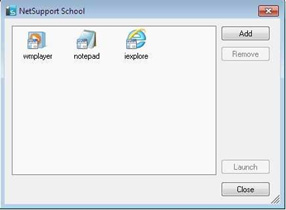 NetSupport School
Add
wmplayer notepad iexplore
Remove
Launch
Close